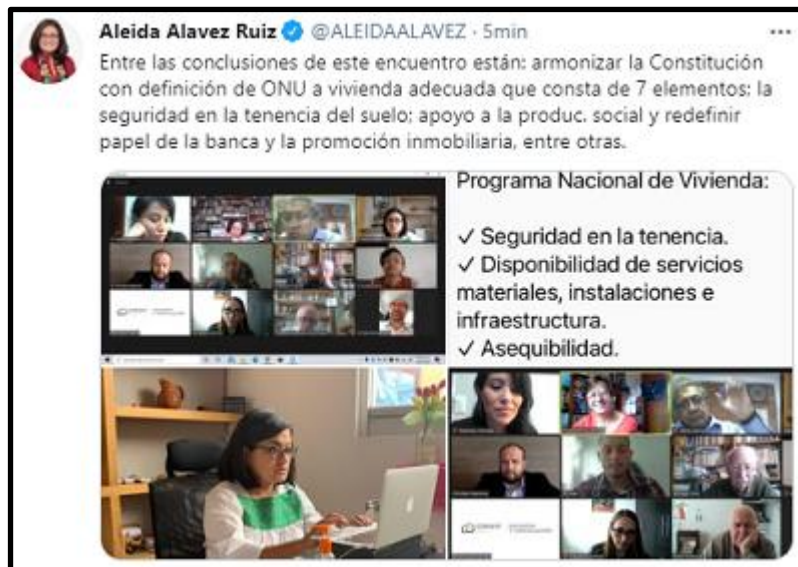 Aleida Alavez Ruiz @ALEIDAALAVEZ · 5min
Entre las conclusiones de este encuentro están: armonizar la Constitución
con definición de ONU a vivienda adecuada que consta de 7 elementos: la
seguridad en la tenencia del suelo; apoyo a la produc. social y redefinir
papel de la banca y la promoción inmobiliaria, entre otras.
Programa Nacional de Vivienda:
✓ Seguridad en la tenencia.
✓ Disponibilidad de servicios
materiales, instalaciones e
infraestructura.
✓ Asequibilidad.